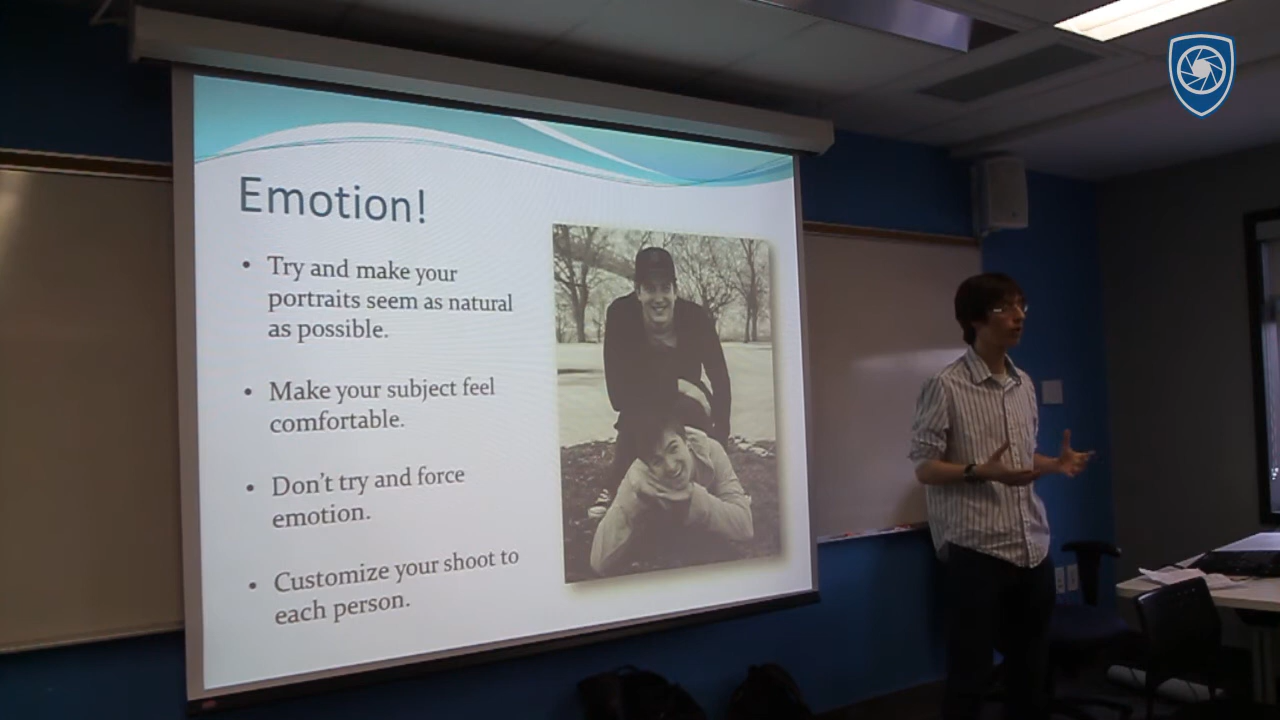 Emotion!
• Try and make your
portraits seem as natural
as possible.
• Make your subject feel
comfortable.
• Don't try and force
emotion.
• Customize your shoot to
each person.